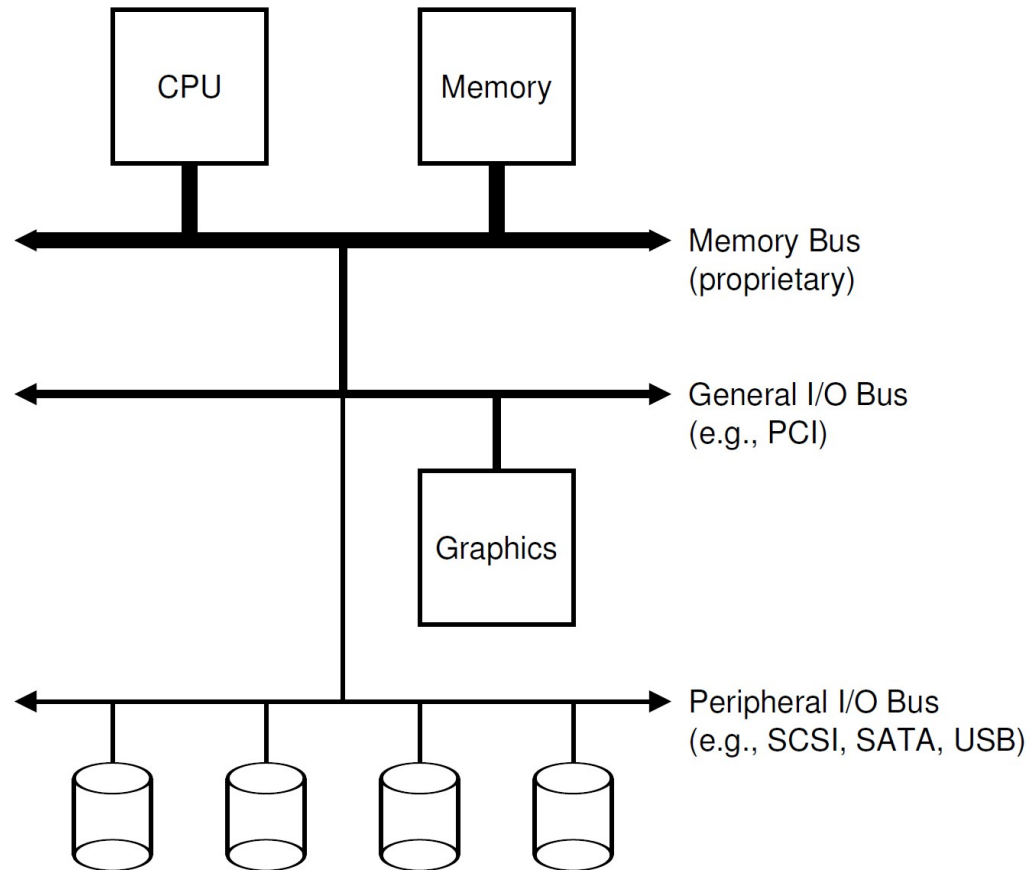 CPU
Memory
Memory Bus
(proprietary)
General I/O Bus
(e.g., PCI)
Graphics
Peripheral I/O Bus
(e.g., SCSI, SATA, USB)